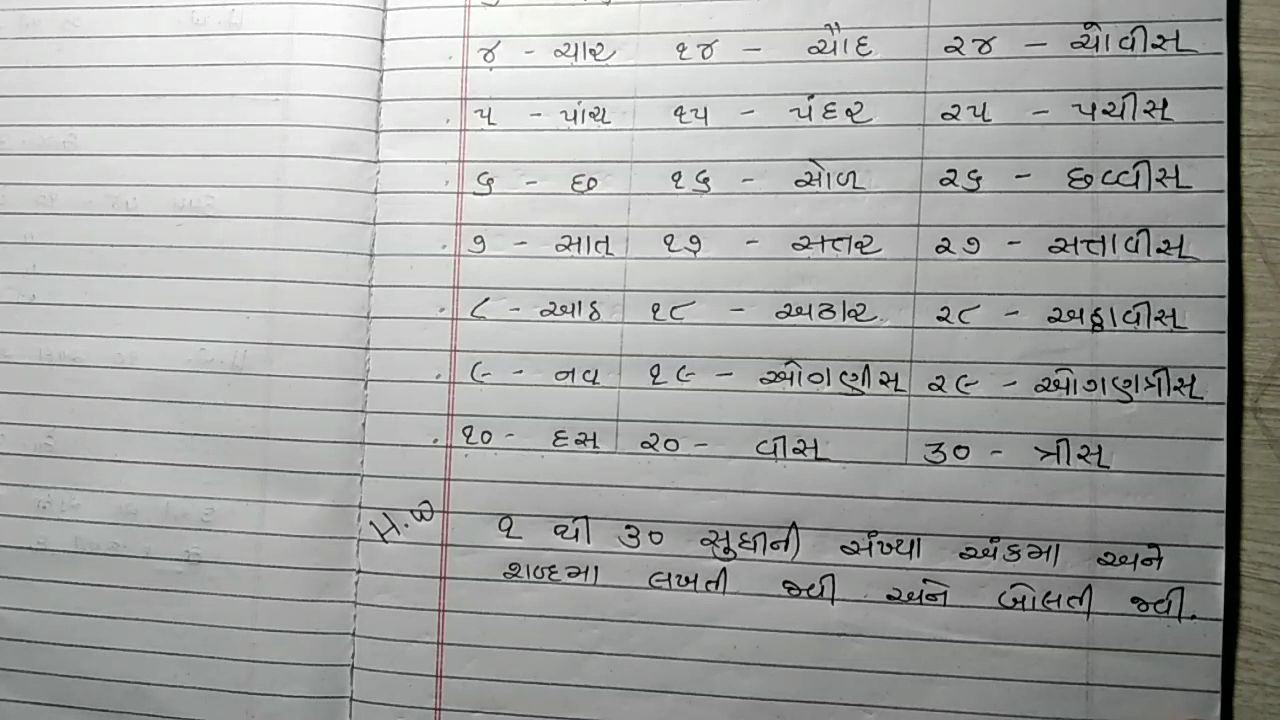 ૪ - ચાર ૧૪ - ચૌદ ૨૪ - ચોવીસ
૫ - પાંચ ૧૫ - પંદર ૨૫ - પચીસ
૬ - છ ૧૬ - સોળ ૨૬ - છવ્વીસ
૭ - સાત ૧૭ - સત્તર ૨૭ - સત્તાવીસ
૮ - આઠ ૧૮ - અઢાર ૨૮ - અઠ્ઠાવીસ
૯ - નવ ૧૯ - ઓગણીસ ૨૯ - ઓગણત્રીસ
૧૦ - દસ ૨૦ - વીસ ૩૦ - ત્રીસ
H.W ૧ થી ૩૦ સુધીની સંખ્યા અંકમા અને
શબ્દમા લખતી જવી અને બોલતી જવી.